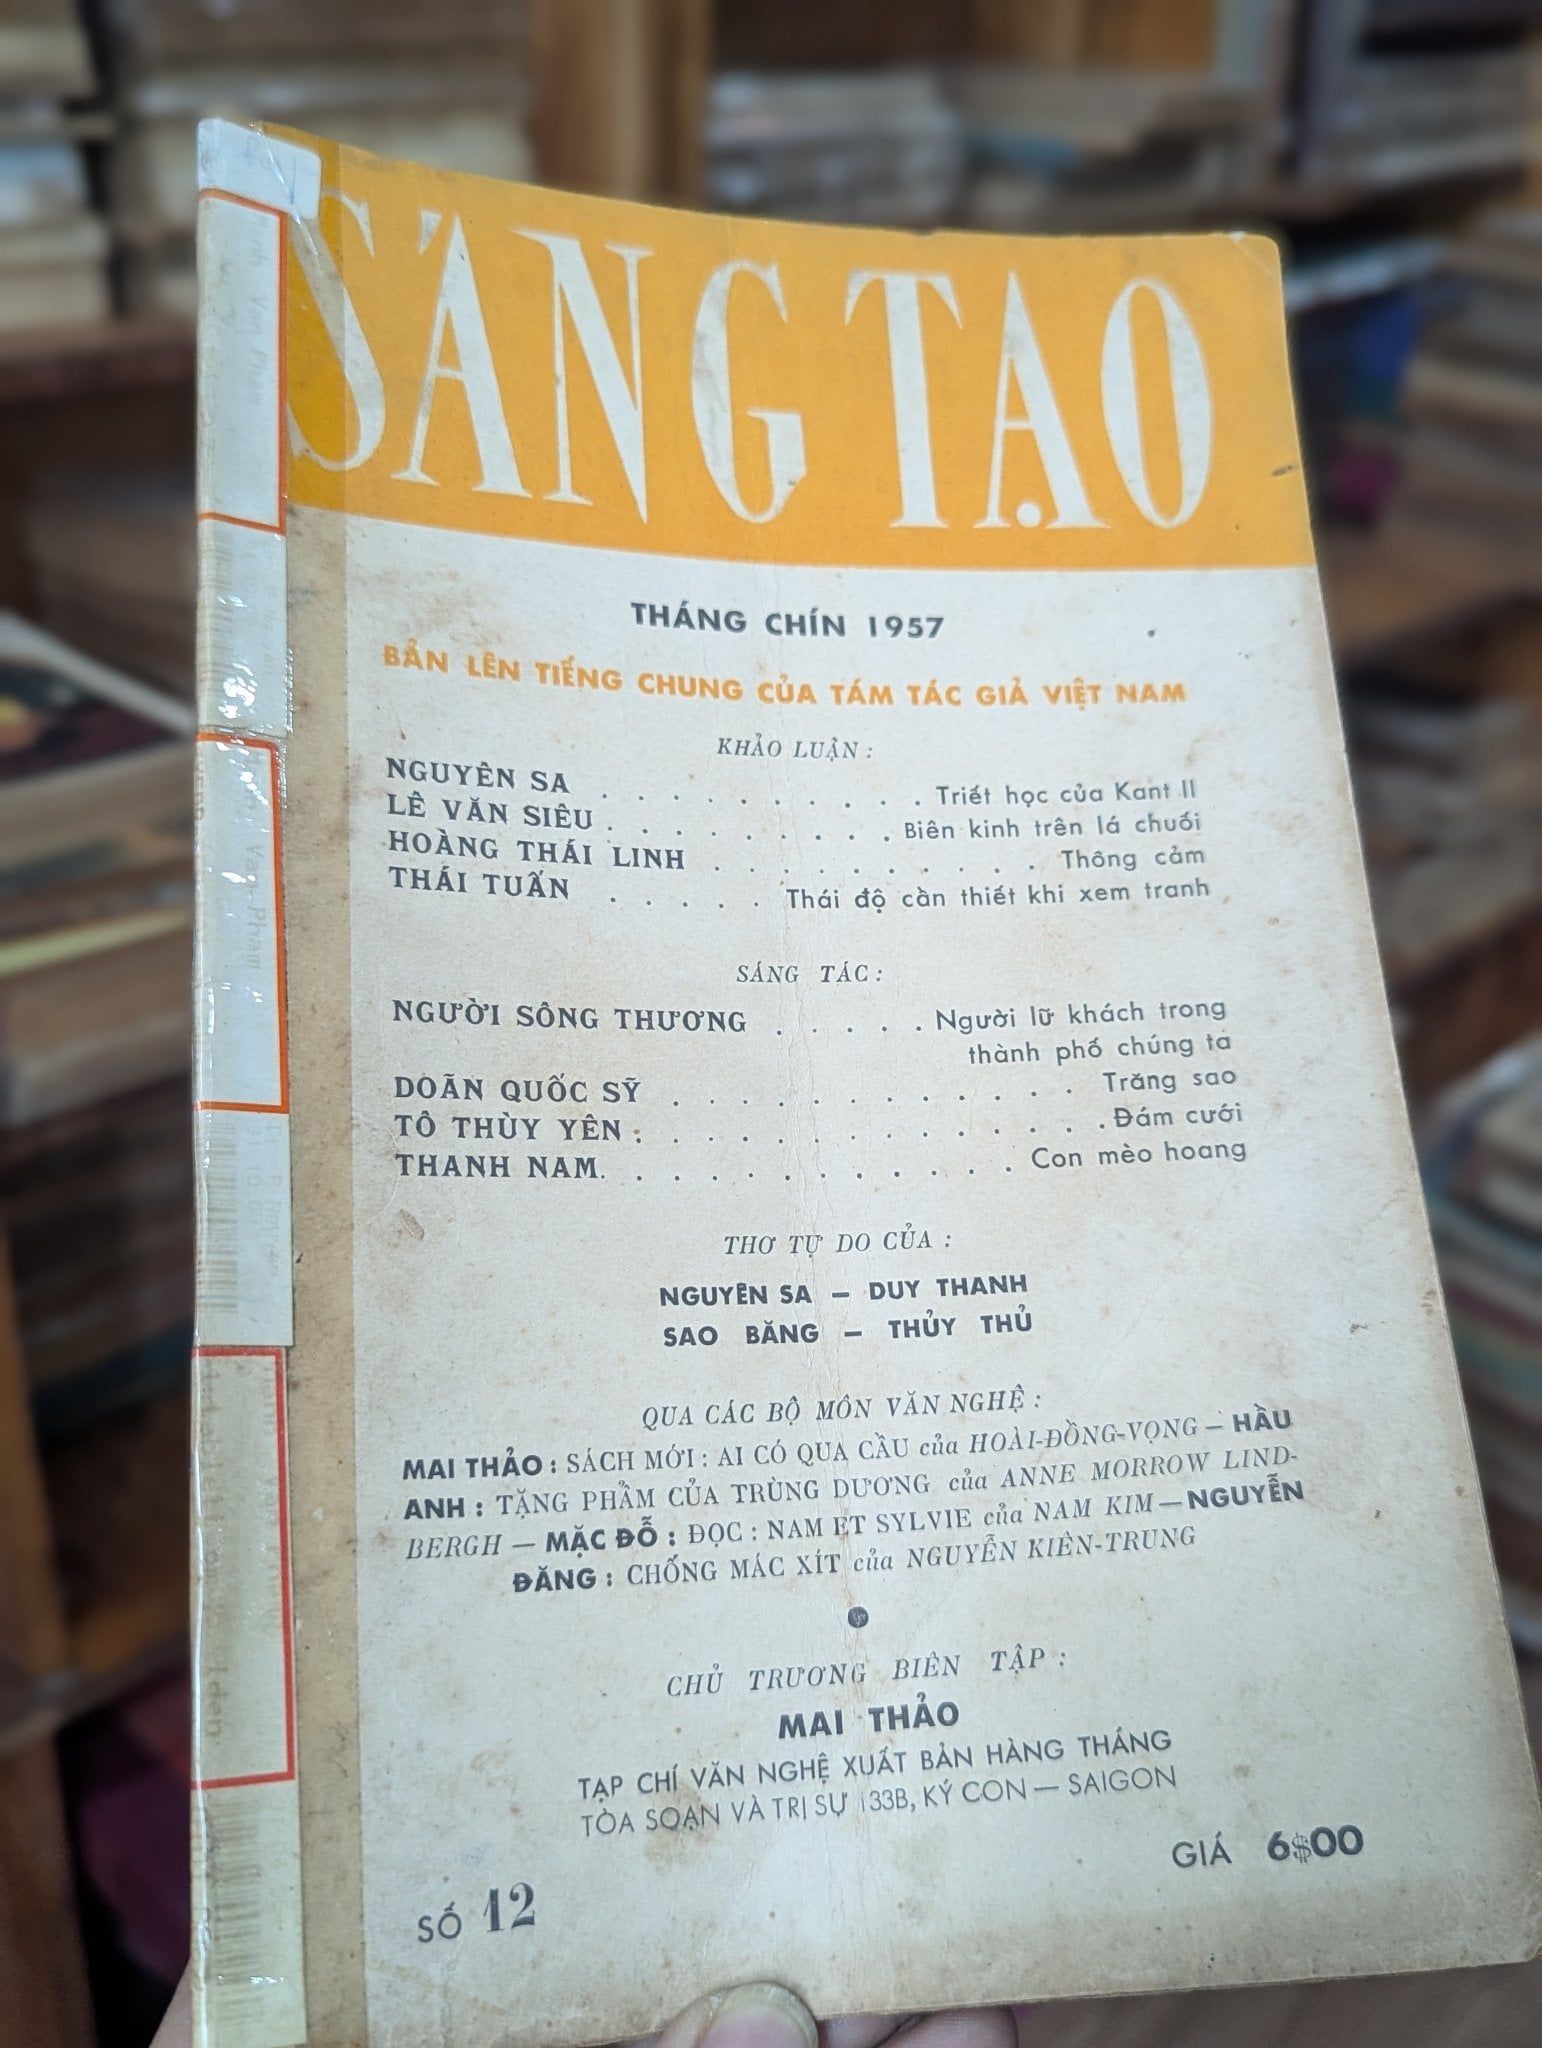 SÁNG TẠO
THÁNG CHÍN 1957
BẢN LÊN TIẾNG CHUNG CỦA TÁM TÁC GIẢ VIỆT NAM
KHẢO LUẬN :
NGUYÊN SA . . . . . . . . . . Triết học của Kant II
LÊ VĂN SIÊU . . . . . . . . . Biên kinh trên lá chuối
HOÀNG THÁI LINH . . . . . . . . . . Thông cảm
THÁI TUẤN . . . . . Thái độ cần thiết khi xem tranh
SÁNG TÁC :
NGƯỜI SÔNG THƯƠNG . . . . . Người lữ khách trong
thành phố chúng ta
DOÃN QUỐC SỸ . . . . . . . . . . . . Trăng sao
TÔ THÙY YÊN . . . . . . . . . . . . . Đám cưới
THANH NAM . . . . . . . . . . . . Con mèo hoang
THƠ TỰ DO CỦA :
NGUYÊN SA – DUY THANH
SAO BĂNG – THỦY THỦ
QUA CÁC BỘ MÔN VĂN NGHỆ :
MAI THẢO : SÁCH MỚI : AI CÓ QUA CẦU của HOÀI-ĐỒNG-VỌNG – HẦU
ANH : TẶNG PHẨM CỦA TRÙNG DƯƠNG của ANNE MORROW LIND-
BERGH — MẶC ĐỖ : ĐỌC : NAM ET SYLVIE của NAM KIM — NGUYỄN
ĐĂNG : CHỐNG MÁC XÍT của NGUYỄN KIÊN-TRUNG
CHỦ TRƯƠNG BIÊN TẬP :
MAI THẢO
TẠP CHÍ VĂN NGHỆ XUẤT BẢN HÀNG THÁNG
TÒA SOẠN VÀ TRỊ SỰ 133B, KÝ CON — SAIGON
GIÁ 6$00
SỐ 12